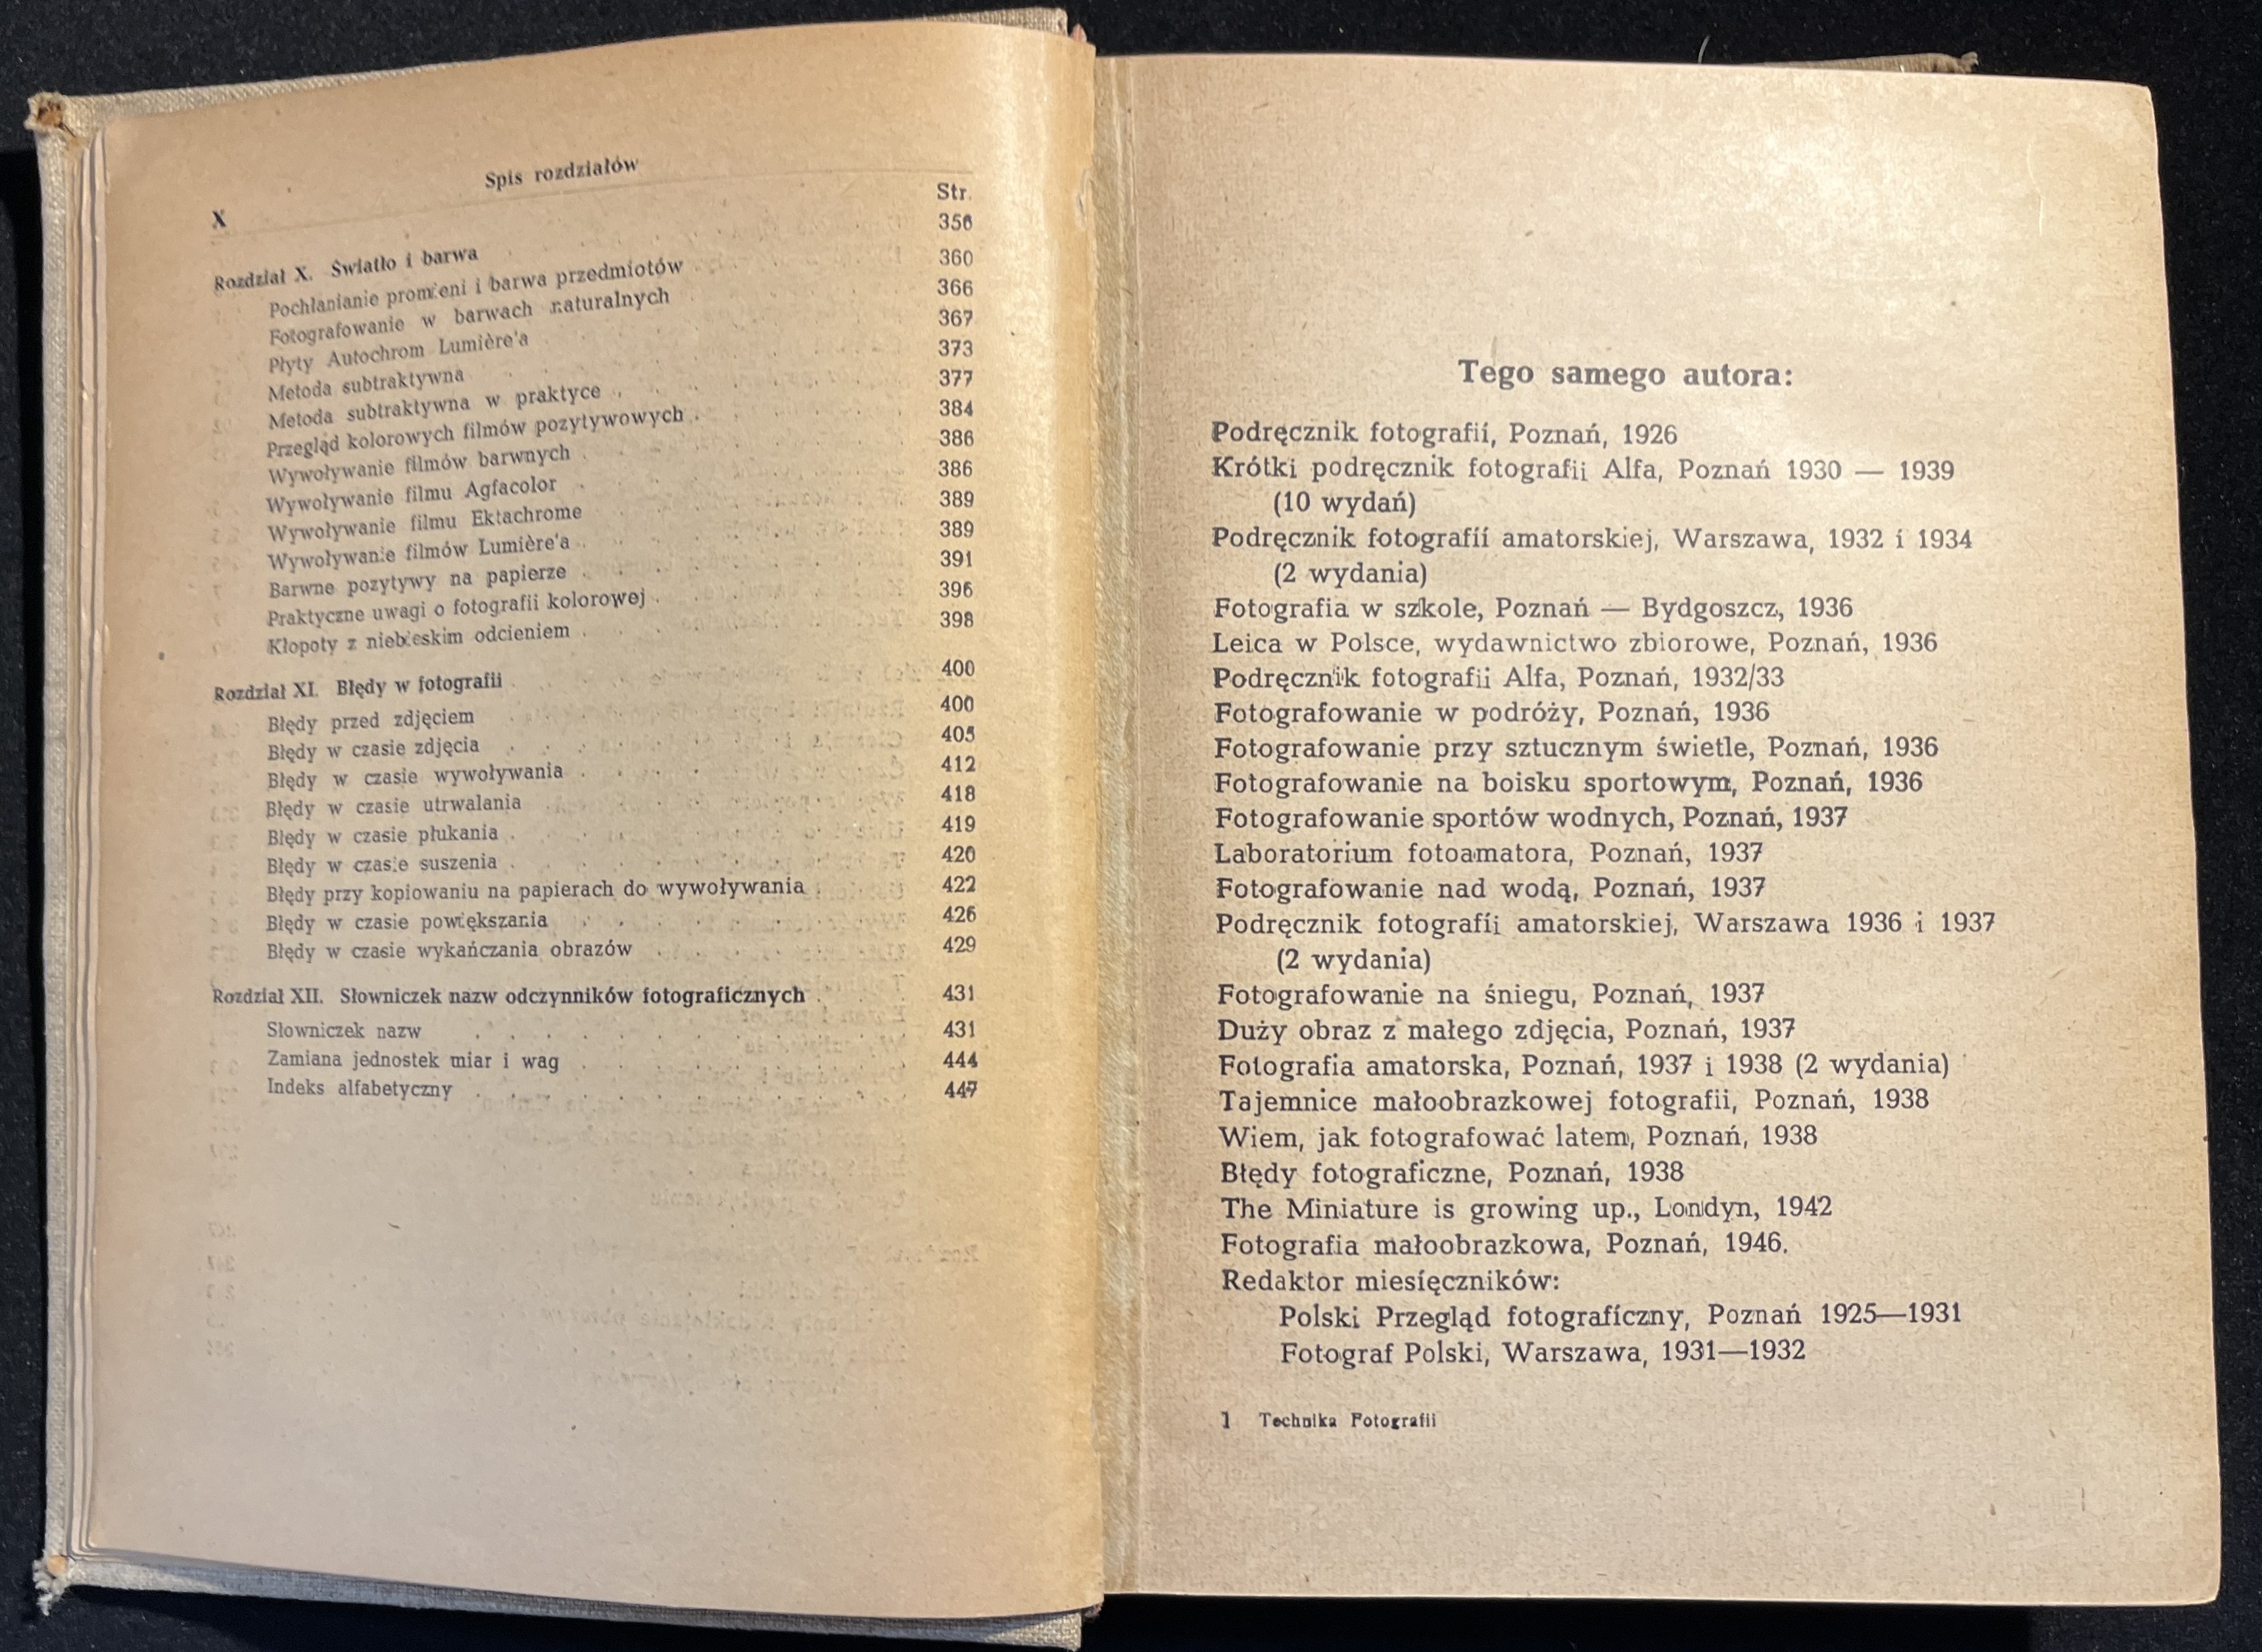 Spis rozdziałów
X
Str.
Rozdział X. Światło i barwa 356
Pochłanianie promieni i barwa przedmiotów 360
Fotografowanie w barwach naturalnych 366
Płyty Autochrom Lumière'a 367
Metoda subtraktywna 373
Metoda subtraktywna w praktyce 377
Przegląd kolorowych filmów pozytywowych 384
Wywoływanie filmów barwnych 386
Wywoływanie filmu Agfacolor 386
Wywoływanie filmu Ektachrome 389
Wywoływanie filmów Lumière'a 389
Barwne pozytywy na papierze 391
Praktyczne uwagi o fotografii kolorowej 396
Kłopoty z niebieskim odcieniem 398
Rozdział XI. Błędy w fotografii 400
Błędy przed zdjęciem 400
Błędy w czasie zdjęcia 405
Błędy w czasie wywoływania 412
Błędy w czasie utrwalania 418
Błędy w czasie płukania 419
Błędy w czasie suszenia 420
Błędy przy kopiowaniu na papierach do wywoływania 422
Błędy w czasie powiększania 426
Błędy w czasie wykańczania obrazów 429
Rozdział XII. Słowniczek nazw odczynników fotograficznych 431
Słowniczek nazw 431
Zamiana jednostek miar i wag 444
Indeks alfabetyczny 447
Tego samego autora:
Podręcznik fotografii, Poznań, 1926
Krótki podręcznik fotografii Alfa, Poznań 1930 — 1939
(10 wydań)
Podręcznik fotografii amatorskiej, Warszawa, 1932 i 1934
(2 wydania)
Fotografia w szkole, Poznań — Bydgoszcz, 1936
Leica w Polsce, wydawnictwo zbiorowe, Poznań, 1936
Podręcznik fotografii Alfa, Poznań, 1932/33
Fotografowanie w podróży, Poznań, 1936
Fotografowanie przy sztucznym świetle, Poznań, 1936
Fotografowanie na boisku sportowym, Poznań, 1936
Fotografowanie sportów wodnych, Poznań, 1937
Laboratorium fotoamatora, Poznań, 1937
Fotografowanie nad wodą, Poznań, 1937
Podręcznik fotografii amatorskiej, Warszawa 1936 i 1937
(2 wydania)
Fotografowanie na śniegu, Poznań, 1937
Duży obraz z małego zdjęcia, Poznań, 1937
Fotografia amatorska, Poznań, 1937 i 1938 (2 wydania)
Tajemnice małoobrazkowej fotografii, Poznań, 1938
Wiem, jak fotografować latem, Poznań, 1938
Błędy fotograficzne, Poznań, 1938
The Miniature is growing up., Londyn, 1942
Fotografia małoobrazkowa, Poznań, 1946.
Redaktor miesięczników:
Polski Przegląd fotograficzny, Poznań 1925—1931
Fotograf Polski, Warszawa, 1931—1932
1 Technika Fotografii